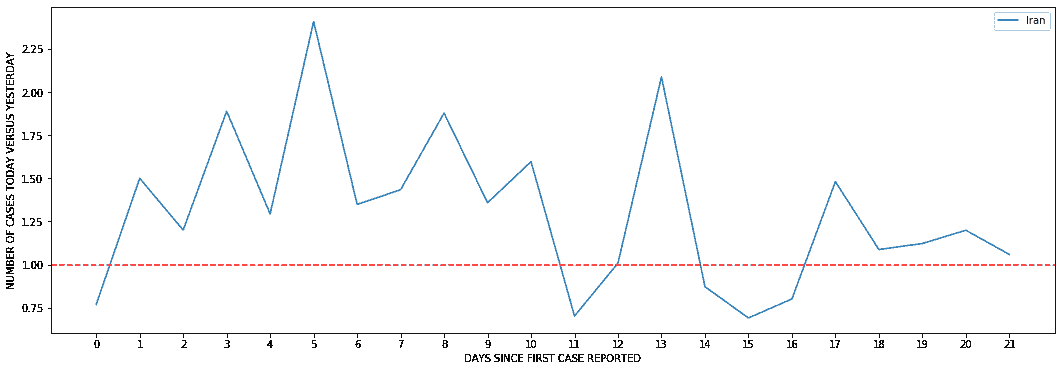 Iran
NUMBER OF CASES TODAY VERSUS YESTERDAY
2.25
2.00
1.75
1.50
1.25
1.00
0.75
0 1 2 3 4 5 6 7 8 9 10 11 12 13 14 15 16 17 18 19 20 21
DAYS SINCE FIRST CASE REPORTED